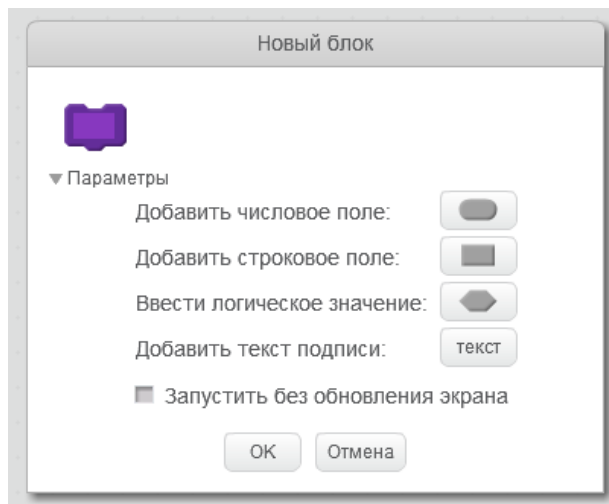 Новый блок
Параметры
Добавить числовое поле:
Добавить строковое поле:
Ввести логическое значение:
Добавить текст подписи: текст
Запустить без обновления экрана
OK Отмена